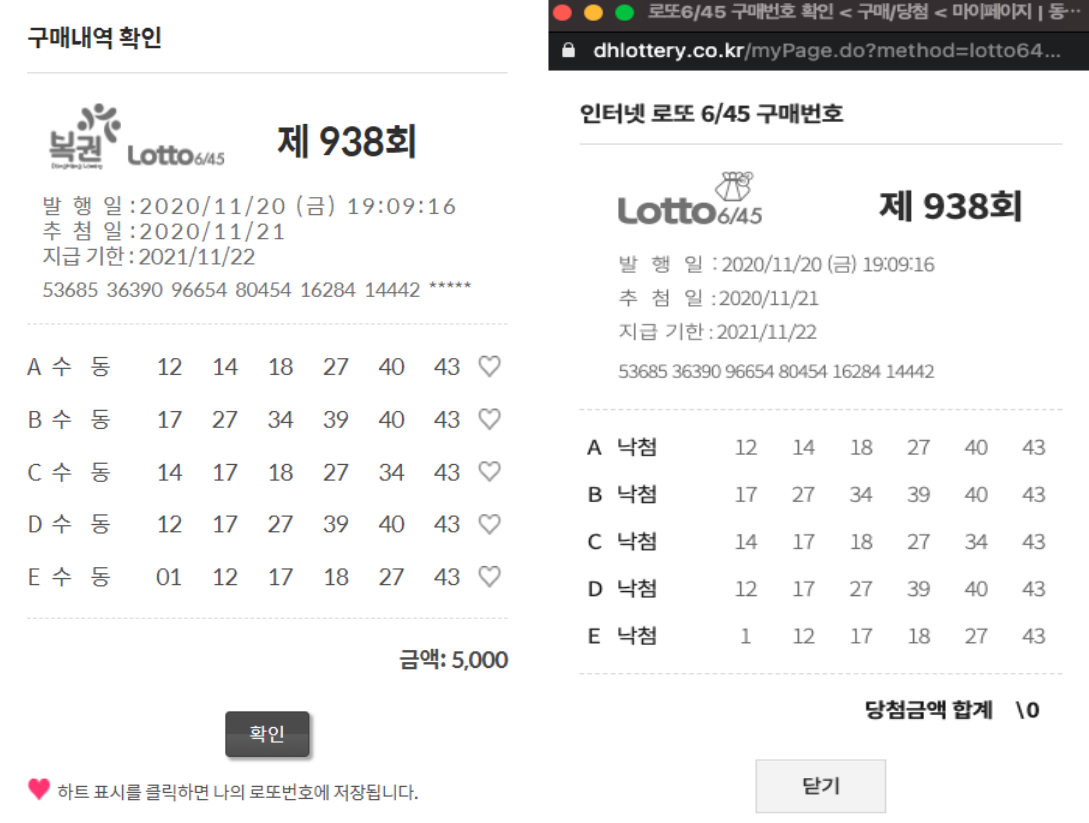 구매내역 확인
복권 Lotto6/45 제 938회
발 행 일 :2020/11/20 (금) 19:09:16
추 첨 일 :2020/11/21
지급 기한 : 2021/11/22
53685 36390 96654 80454 16284 14442 *****
A 수 동 12 14 18 27 40 43
B 수 동 17 27 34 39 40 43
C 수 동 14 17 18 27 34 43
D 수 동 12 17 27 39 40 43
E 수 동 01 12 17 18 27 43
금액: 5,000
확인
하트 표시를 클릭하면 나의 로또번호에 저장됩니다.
로또6/45 구매번호 확인 < 구매/당첨 < 마이페이지 | 동…
dhlottery.co.kr/myPage.do?method=lotto64...
인터넷 로또 6/45 구매번호
Lotto6/45 제 938회
발 행 일 : 2020/11/20 (금) 19:09:16
추 첨 일 : 2020/11/21
지급 기한 : 2021/11/22
53685 36390 96654 80454 16284 14442
A 낙첨 12 14 18 27 40 43
B 낙첨 17 27 34 39 40 43
C 낙첨 14 17 18 27 34 43
D 낙첨 12 17 27 39 40 43
E 낙첨 1 12 17 18 27 43
당첨금액 합계 \0
닫기